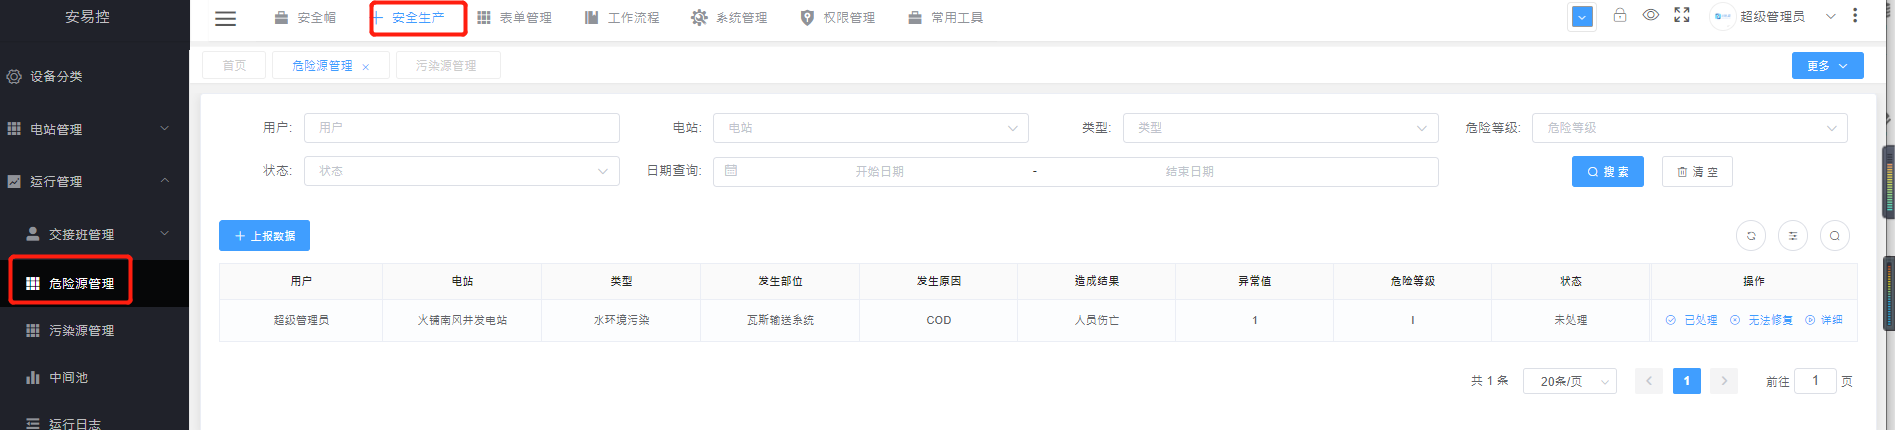 安易控
安全帽 安全生产 表单管理 工作流程 系统管理 权限管理 常用工具 超级管理员
首页 危险源管理 × 污染源管理 更多
设备分类
电站管理
运行管理
交接班管理
危险源管理
污染源管理
中间池
运行日志
用户: 用户 电站: 电站 类型: 类型 危险等级: 危险等级
状态: 状态 日期查询: 开始日期 - 结束日期 搜 索 清 空
+ 上报数据
用户 电站 类型 发生部位 发生原因 造成结果 异常值 危险等级 状态 操作
超级管理员 火铺南风井发电站 水环境污染 瓦斯输送系统 COD 人员伤亡 1 I 未处理 已处理 无法修复 详细
共 1 条 20条/页 < 1 > 前往 1 页